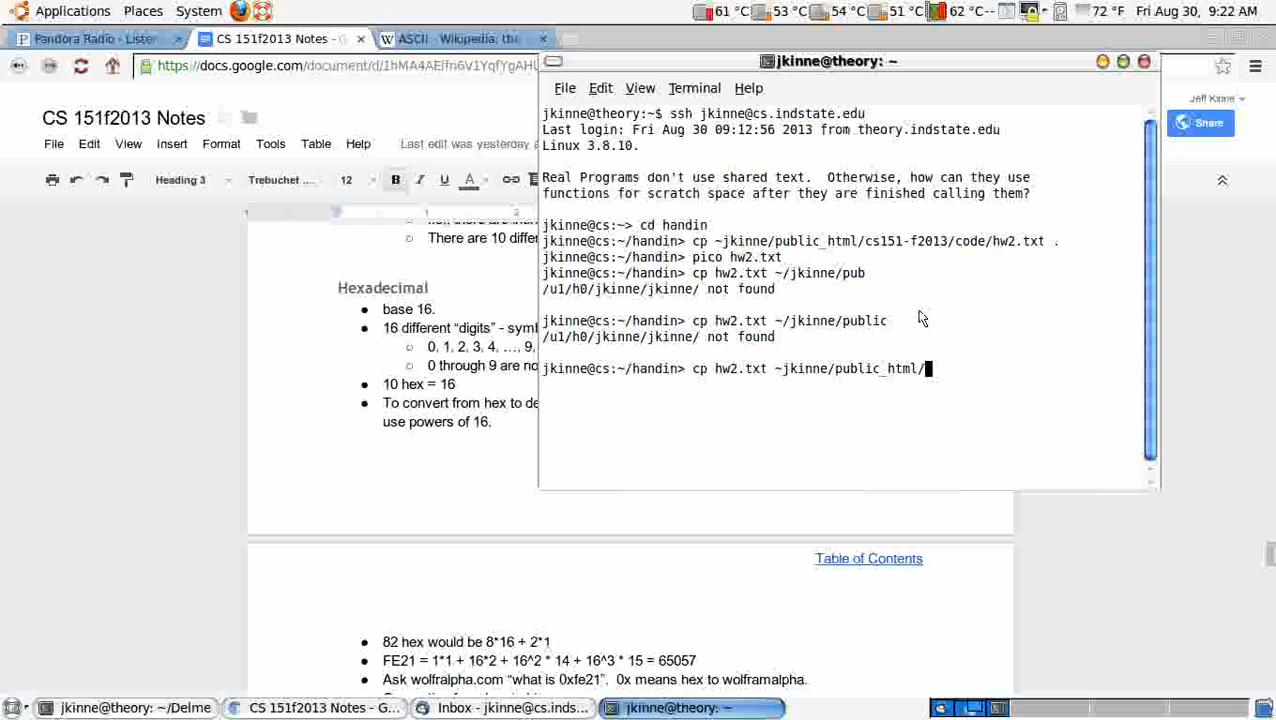 Applications Places System 61 °C 53 °C 54 °C 51 °C 62 °C 72 °F Fri Aug 30, 9:22 AM
Pandora Radio - Listen CS 151f2013 Notes - ASCII - Wikipedia, the
https://docs.google.com/document/d/
jkinne@theory: ~
Jeff Kinne
CS 151f2013 Notes
Share
File Edit View Insert Format Tools Table Help Last edit was yesterday
Heading 3 Trebuchet ... 12 B I U A
File Edit View Terminal Help
jkinne@theory:~$ ssh jkinne@cs.indstate.edu
Last login: Fri Aug 30 09:12:56 2013 from theory.indstate.edu
Linux 3.8.10.
Real Programs don't use shared text.  Otherwise, how can they use
functions for scratch space after they are finished calling them?
jkinne@cs:~> cd handin
jkinne@cs:~/handin> cp ~jkinne/public_html/cs151-f2013/code/hw2.txt .
jkinne@cs:~/handin> pico hw2.txt
jkinne@cs:~/handin> cp hw2.txt ~/jkinne/pub
/u1/h0/jkinne/jkinne/ not found
jkinne@cs:~/handin> cp hw2.txt ~/jkinne/public
/u1/h0/jkinne/jkinne/ not found
jkinne@cs:~/handin> cp hw2.txt ~jkinne/public_html/
There are 10 differe
Hexadecimal
base 16.
16 different “digits” - symb
0, 1, 2, 3, 4, …, 9,
0 through 9 are no
10 hex = 16
To convert from hex to de
use powers of 16.
Table of Contents
82 hex would be 8*16 + 2*1
FE21 = 1*1 + 16*2 + 16^2 * 14 + 16^3 * 15 = 65057
Ask wolfralpha.com “what is 0xfe21”.  0x means hex to wolframalpha.
jkinne@theory: ~/Delme CS 151f2013 Notes - G... Inbox - jkinne@cs.inds... jkinne@theory: ~